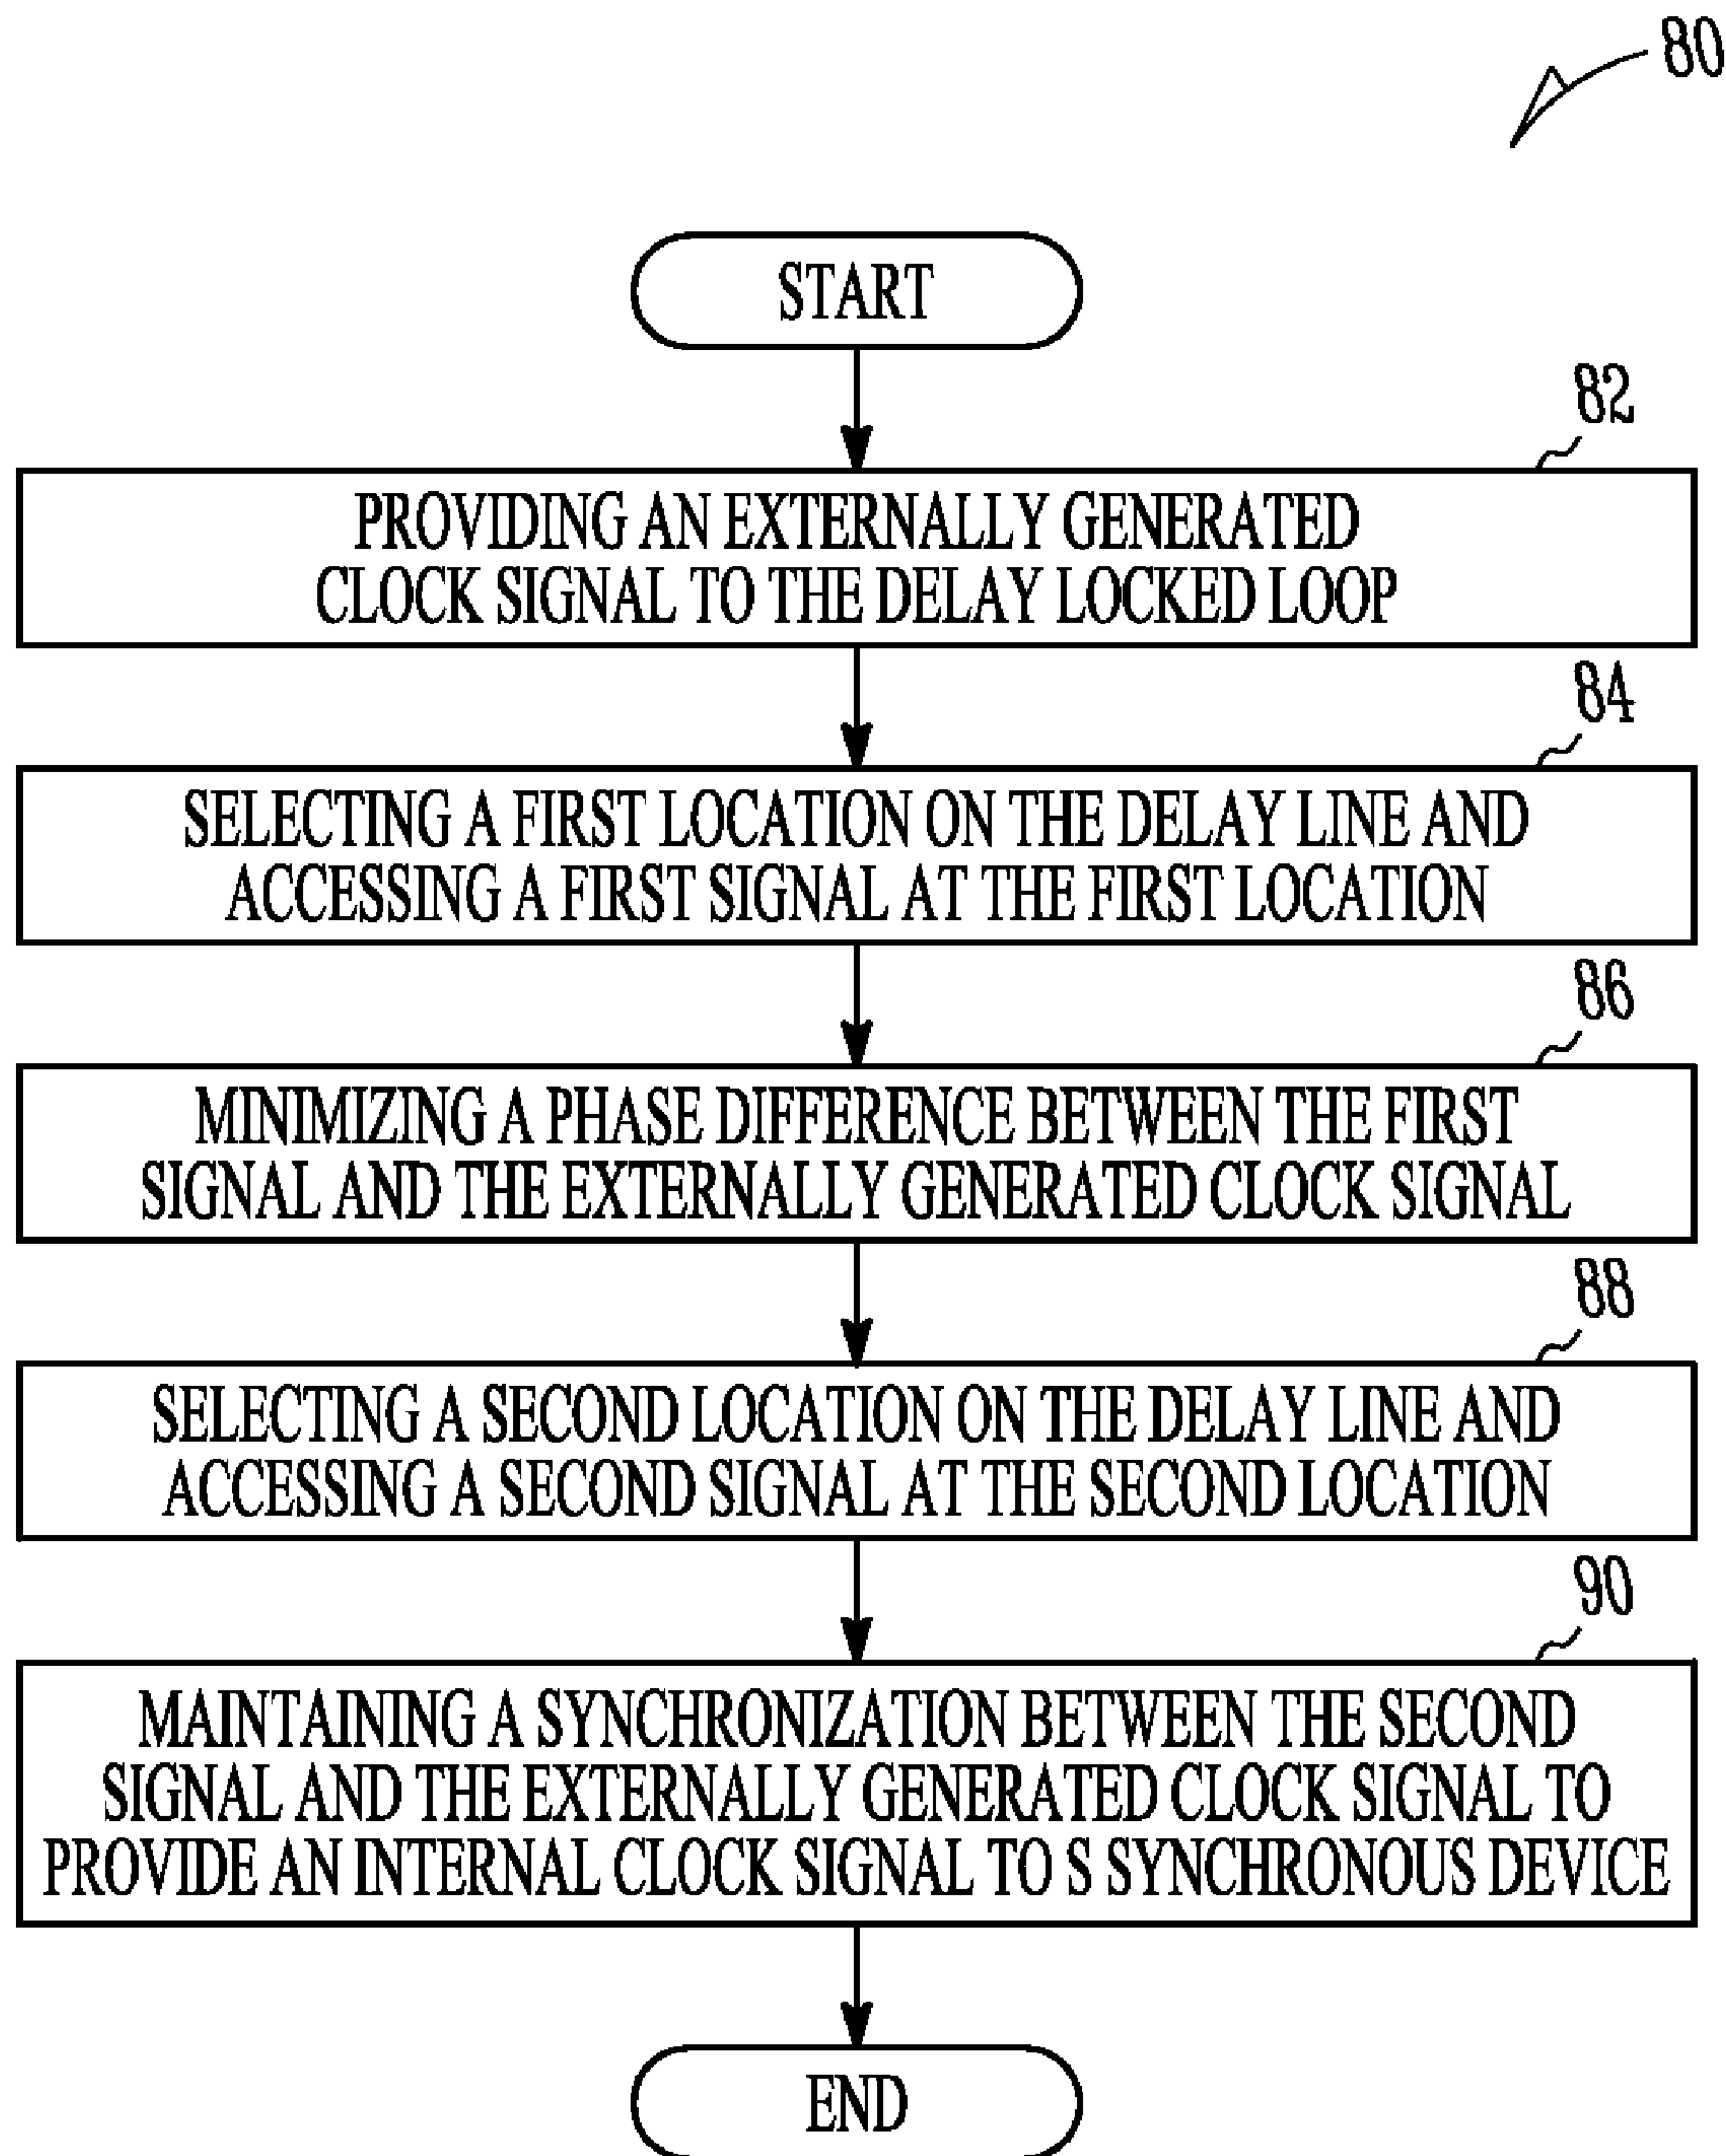 80
START
82
PROVIDING AN EXTERNALLY GENERATED
CLOCK SIGNAL TO THE DELAY LOCKED LOOP
84
SELECTING A FIRST LOCATION ON THE DELAY LINE AND
ACCESSING A FIRST SIGNAL AT THE FIRST LOCATION
86
MINIMIZING A PHASE DIFFERENCE BETWEEN THE FIRST
SIGNAL AND THE EXTERNALLY GENERATED CLOCK SIGNAL
88
SELECTING A SECOND LOCATION ON THE DELAY LINE AND
ACCESSING A SECOND SIGNAL AT THE SECOND LOCATION
90
MAINTAINING A SYNCHRONIZATION BETWEEN THE SECOND
SIGNAL AND THE EXTERNALLY GENERATED CLOCK SIGNAL TO
PROVIDE AN INTERNAL CLOCK SIGNAL TO S SYNCHRONOUS DEVICE
END